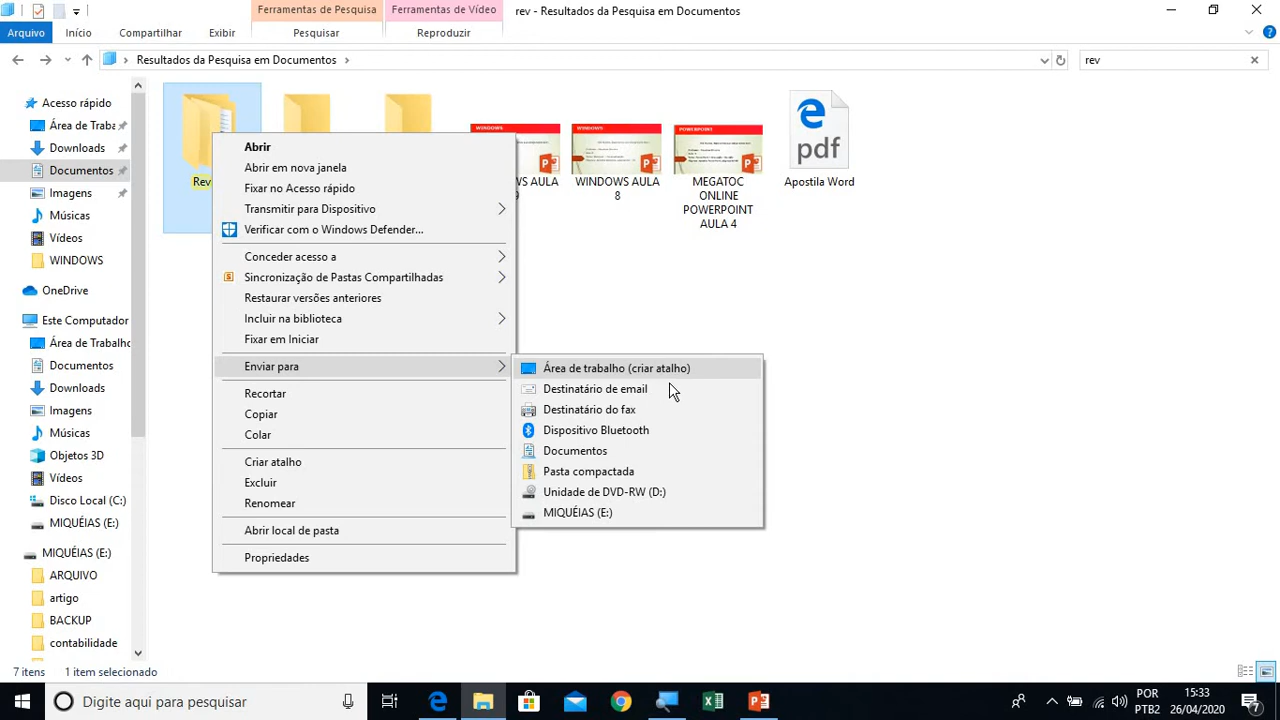 Ferramentas de Pesquisa
Ferramentas de Vídeo
rev - Resultados da Pesquisa em Documentos
Arquivo
Início
Compartilhar
Exibir
Pesquisar
Reproduzir
Resultados da Pesquisa em Documentos
rev
Acesso rápido
Área de Traba
Downloads
Documentos
Imagens
Músicas
Vídeos
WINDOWS
OneDrive
Este Computador
Área de Trabalho
Documentos
Downloads
Imagens
Músicas
Objetos 3D
Vídeos
Disco Local (C:)
MIQUÉIAS (E:)
MIQUÉIAS (E:)
ARQUIVO
artigo
BACKUP
contabilidade
Rev
WINDOWS
WINDOWS
POWERPOINT
WS AULA
9
WINDOWS AULA
8
MEGATOC
ONLINE
POWERPOINT
AULA 4
pdf
Apostila Word
Abrir
Abrir em nova janela
Fixar no Acesso rápido
Transmitir para Dispositivo
Verificar com o Windows Defender...
Conceder acesso a
Sincronização de Pastas Compartilhadas
Restaurar versões anteriores
Incluir na biblioteca
Fixar em Iniciar
Enviar para
Recortar
Copiar
Colar
Criar atalho
Excluir
Renomear
Abrir local de pasta
Propriedades
Área de trabalho (criar atalho)
Destinatário de email
Destinatário do fax
Dispositivo Bluetooth
Documentos
Pasta compactada
Unidade de DVD-RW (D:)
MIQUÉIAS (E:)
7 itens
1 item selecionado
Digite aqui para pesquisar
POR
PTB2
15:33
26/04/2020
7